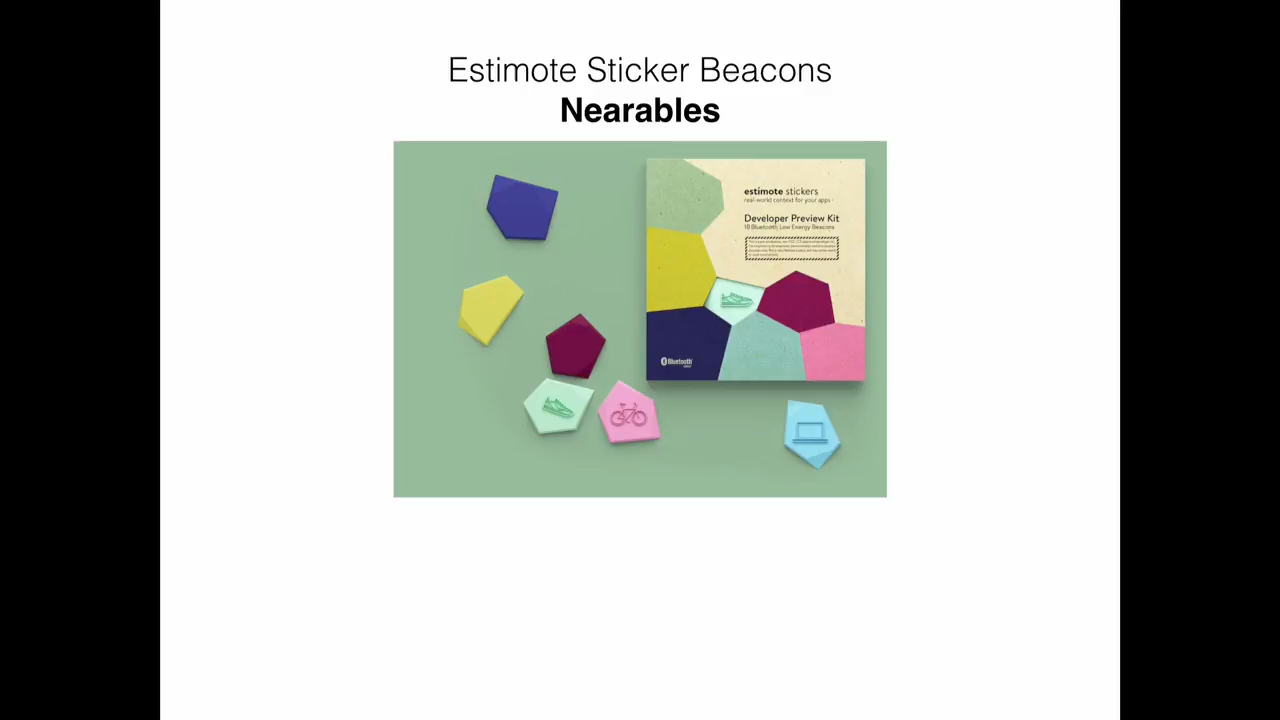 Estimote Sticker Beacons
Nearables
estimote stickers
real-world context for your apps
Developer Preview Kit
10 Bluetooth Low Energy Beacons
Bluetooth